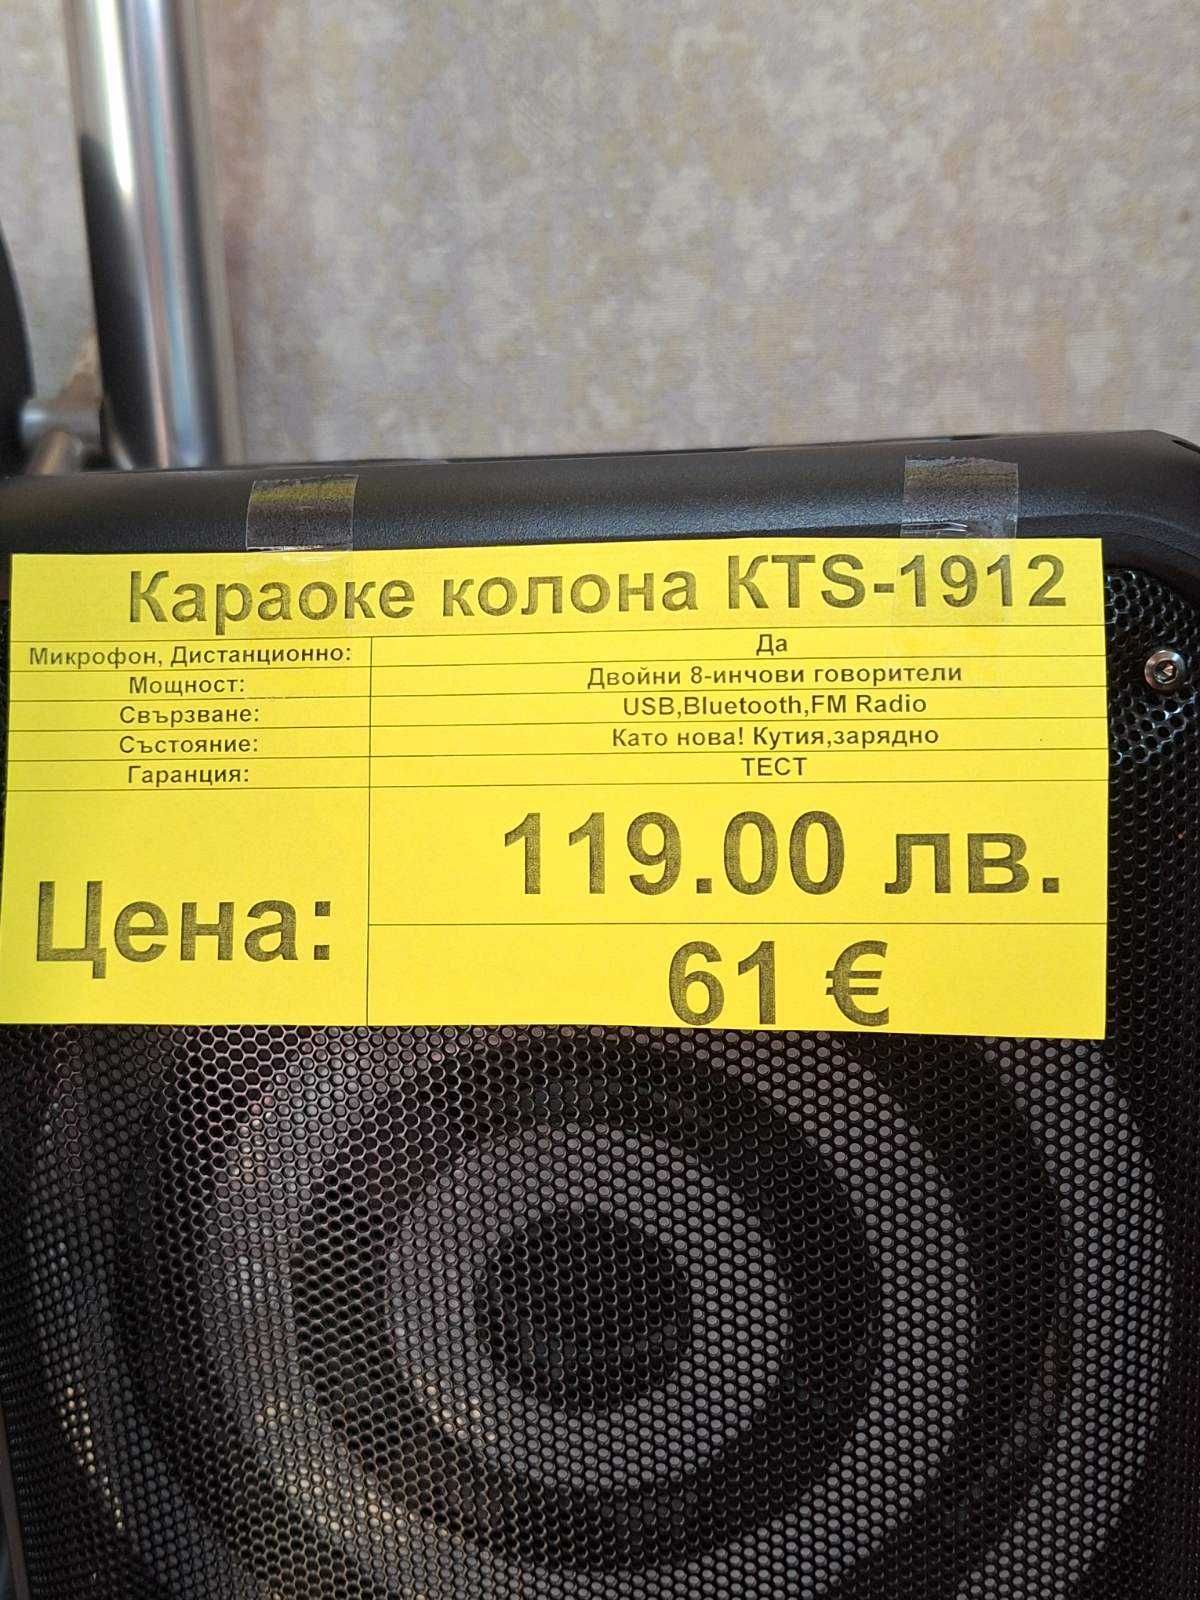 Караоке колона KTS-1912
Микрофон, Дистанционно: Да
Мощност: Двойни 8-инчови говорители
Свързване: USB,Bluetooth,FM Radio
Състояние: Като нова! Кутия,зарядно
Гаранция: ТЕСТ
Цена: 119.00 лв.
61 €